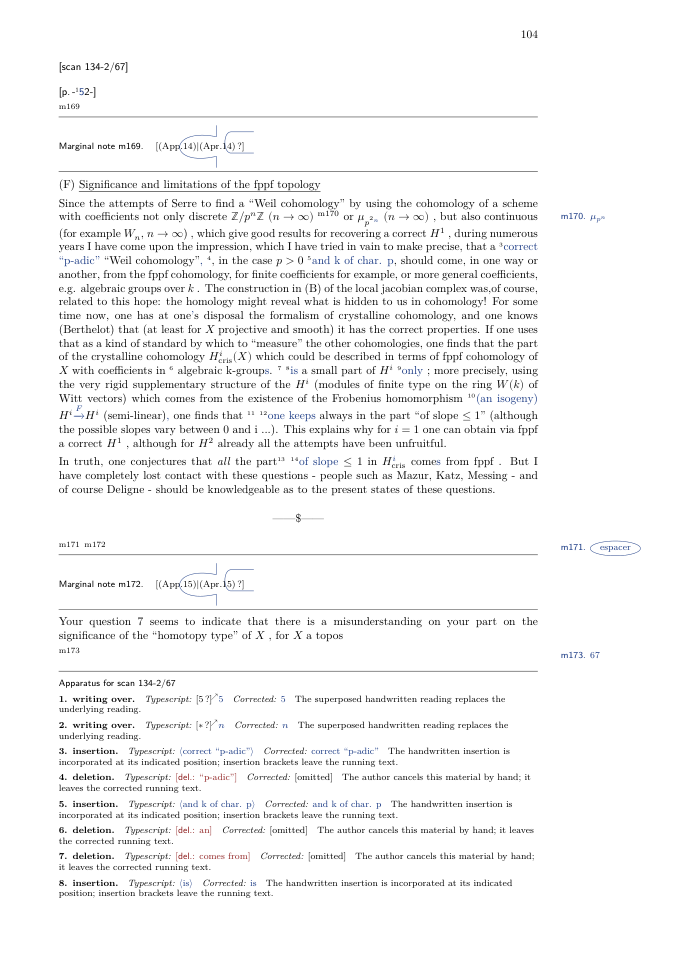 104
[scan 134-2/67]
[p. -¹52-]
m169
Marginal note m169. [(App.14)|(Apr.14) ?]
(F) Significance and limitations of the fppf topology
Since the attempts of Serre to find a “Weil cohomology” by using the cohomology of a scheme
with coefficients not only discrete ℤ/pⁿℤ (n → ∞) m170 or μ_p²ⁿ (n → ∞) , but also continuous
m170. μ_pⁿ
(for example Wₙ, n → ∞) , which give good results for recovering a correct H¹ , during numerous
years I have come upon the impression, which I have tried in vain to make precise, that a ³correct
“p-adic” “Weil cohomology”, ⁴, in the case p > 0 ⁵and k of char. p, should come, in one way or
another, from the fppf cohomology, for finite coefficients for example, or more general coefficients,
e.g. algebraic groups over k . The construction in (B) of the local jacobian complex was,of course,
related to this hope: the homology might reveal what is hidden to us in cohomology! For some
time now, one has at one’s disposal the formalism of crystalline cohomology, and one knows
(Berthelot) that (at least for X projective and smooth) it has the correct properties. If one uses
that as a kind of standard by which to “measure” the other cohomologies, one finds that the part
of the crystalline cohomology Hⁱ_cris(X) which could be described in terms of fppf cohomology of
X with coefficients in ⁶ algebraic k-groups. ⁷ ⁸is a small part of Hⁱ ⁹only ; more precisely, using
the very rigid supplementary structure of the Hⁱ (modules of finite type on the ring W(k) of
Witt vectors) which comes from the existence of the Frobenius homomorphism ¹⁰(an isogeny)
Hⁱ F→ Hⁱ (semi-linear), one finds that ¹¹ ¹²one keeps always in the part “of slope ≤ 1” (although
the possible slopes vary between 0 and i ...). This explains why for i = 1 one can obtain via fppf
a correct H¹ , although for H² already all the attempts have been unfruitful.
In truth, one conjectures that all the part¹³ ¹⁴of slope ≤ 1 in Hⁱ_cris comes from fppf . But I
have completely lost contact with these questions - people such as Mazur, Katz, Messing - and
of course Deligne - should be knowledgeable as to the present states of these questions.
——$——
m171 m172
m171. espacer
Marginal note m172. [(App.15)|(Apr.15) ?]
Your question 7 seems to indicate that there is a misunderstanding on your part on the
significance of the “homotopy type” of X , for X a topos
m173
m173. 67
Apparatus for scan 134-2/67
1. writing over. Typescript: [5 ?]↗5 Corrected: 5 The superposed handwritten reading replaces the
underlying reading.
2. writing over. Typescript: [∗ ?]↗n Corrected: n The superposed handwritten reading replaces the
underlying reading.
3. insertion. Typescript: ⟨correct “p-adic”⟩ Corrected: correct “p-adic” The handwritten insertion is
incorporated at its indicated position; insertion brackets leave the running text.
4. deletion. Typescript: [del.: “p-adic”] Corrected: [omitted] The author cancels this material by hand; it
leaves the corrected running text.
5. insertion. Typescript: ⟨and k of char. p⟩ Corrected: and k of char. p The handwritten insertion is
incorporated at its indicated position; insertion brackets leave the running text.
6. deletion. Typescript: [del.: an] Corrected: [omitted] The author cancels this material by hand; it leaves
the corrected running text.
7. deletion. Typescript: [del.: comes from] Corrected: [omitted] The author cancels this material by hand;
it leaves the corrected running text.
8. insertion. Typescript: ⟨is⟩ Corrected: is The handwritten insertion is incorporated at its indicated
position; insertion brackets leave the running text.